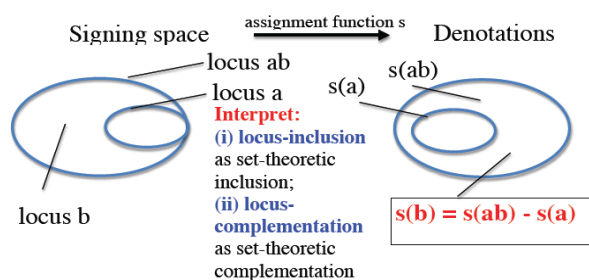 assignment function s
Signing space
Denotations
locus ab
s(ab)
locus a
s(a)
Interpret:
(i) locus-inclusion
as set-theoretic
inclusion;
(ii) locus-
complementation
as set-theoretic
complementation
locus b
s(b) = s(ab) - s(a)